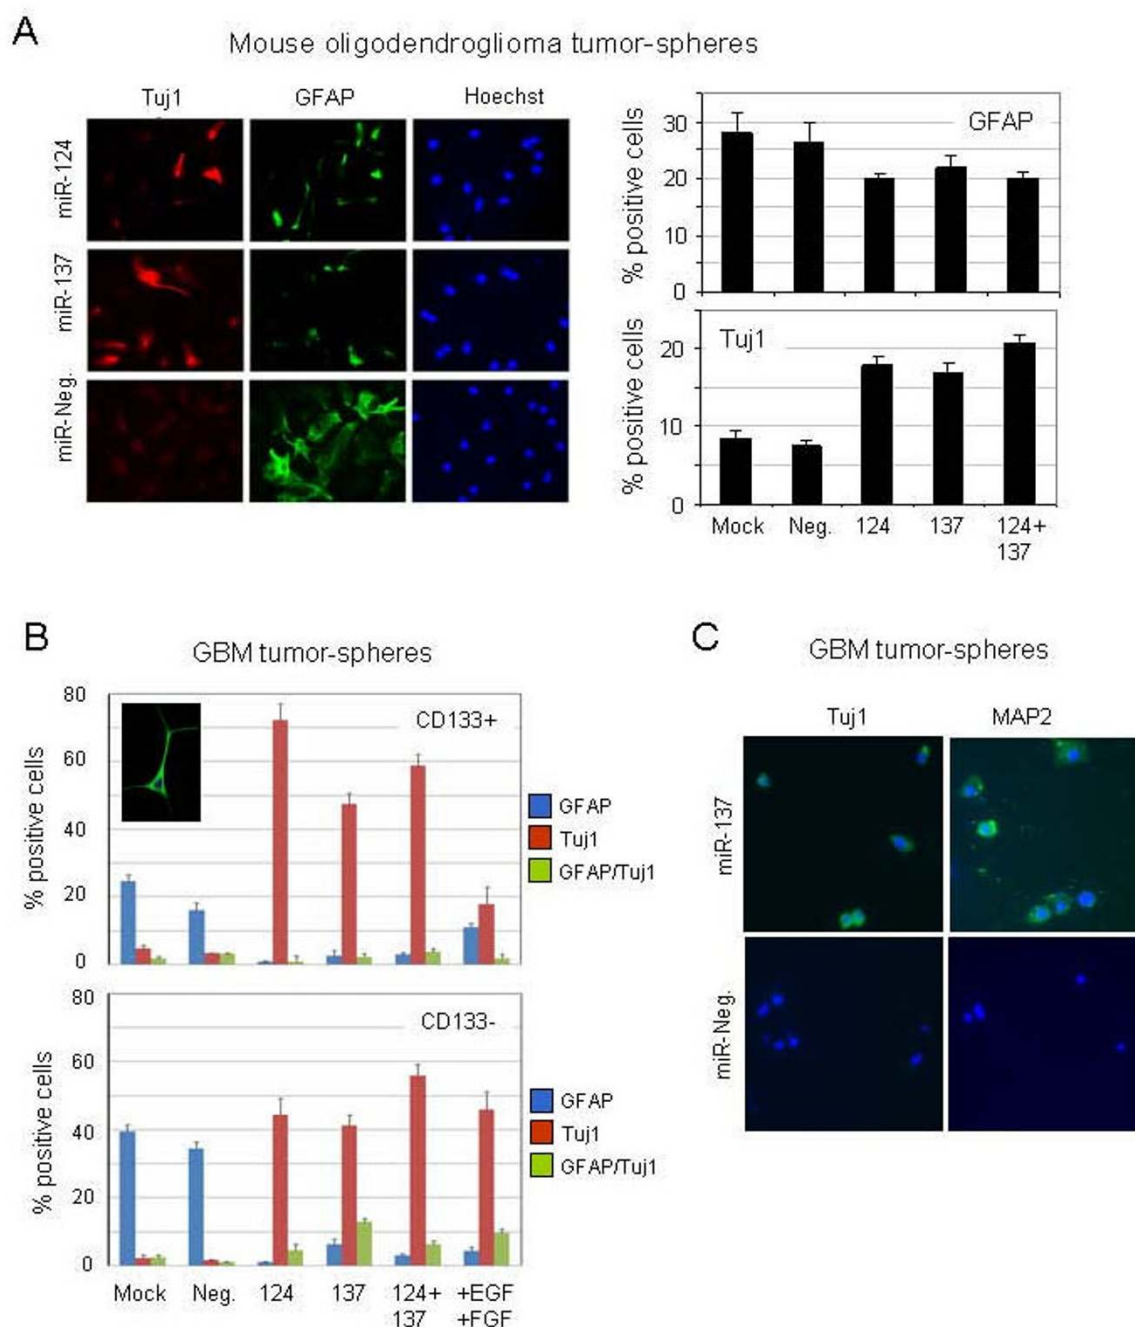 A
Mouse oligodendroglioma tumor-spheres
Tuj1 GFAP Hoechst
miR-124
miR-137
miR-Neg.
% positive cells
30
20
10
0
GFAP
% positive cells
20
10
0
Tuj1
Mock Neg. 124 137 124+
137
B
GBM tumor-spheres
% positive cells
80
60
40
20
0
CD133+
GFAP
Tuj1
GFAP/Tuj1
% positive cells
80
60
40
20
0
CD133-
GFAP
Tuj1
GFAP/Tuj1
Mock Neg. 124 137 124+ +EGF
137 +FGF
C
GBM tumor-spheres
Tuj1 MAP2
miR-137
miR-Neg.